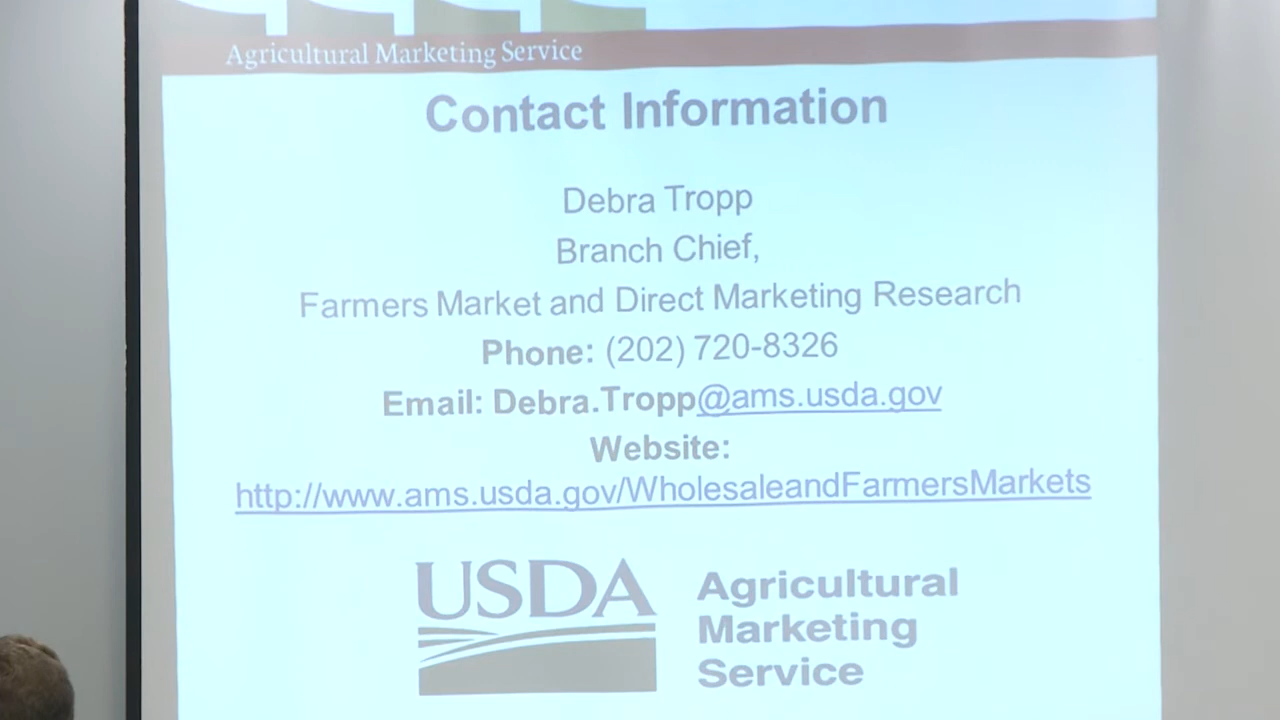 Agricultural Marketing Service
Contact Information
Debra Tropp
Branch Chief,
Farmers Market and Direct Marketing Research
Phone: (202) 720-8326
Email: Debra.Tropp@ams.usda.gov
Website:
http://www.ams.usda.gov/WholesaleandFarmersMarkets
USDA
Agricultural
Marketing
Service